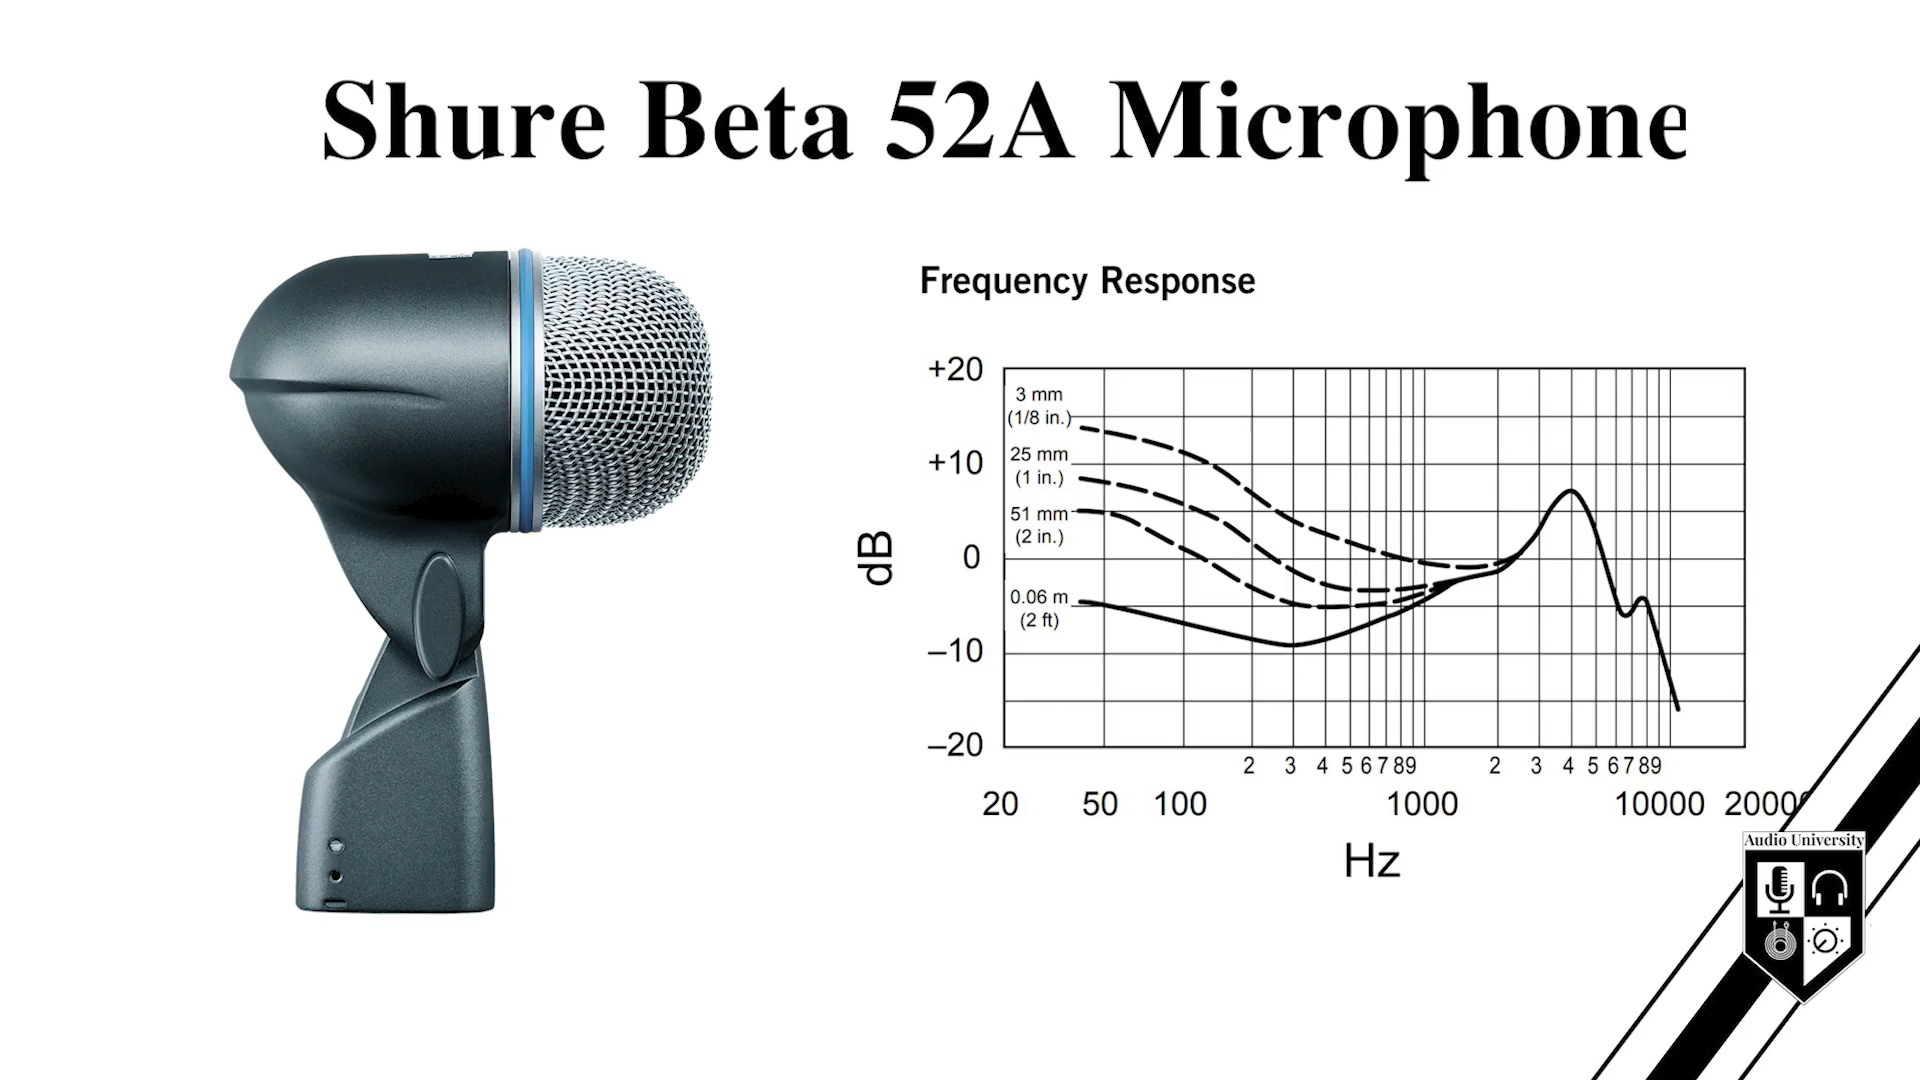 Shure Beta 52A Microphone
Frequency Response
+20
+10
0
–10
–20
dB
3 mm
(1/8 in.)
25 mm
(1 in.)
51 mm
(2 in.)
0.06 m
(2 ft)
2 3 4 5 6 7 8 9 2 3 4 5 6 7 8 9
20 50 100 1000 10000 20000
Hz
Audio University